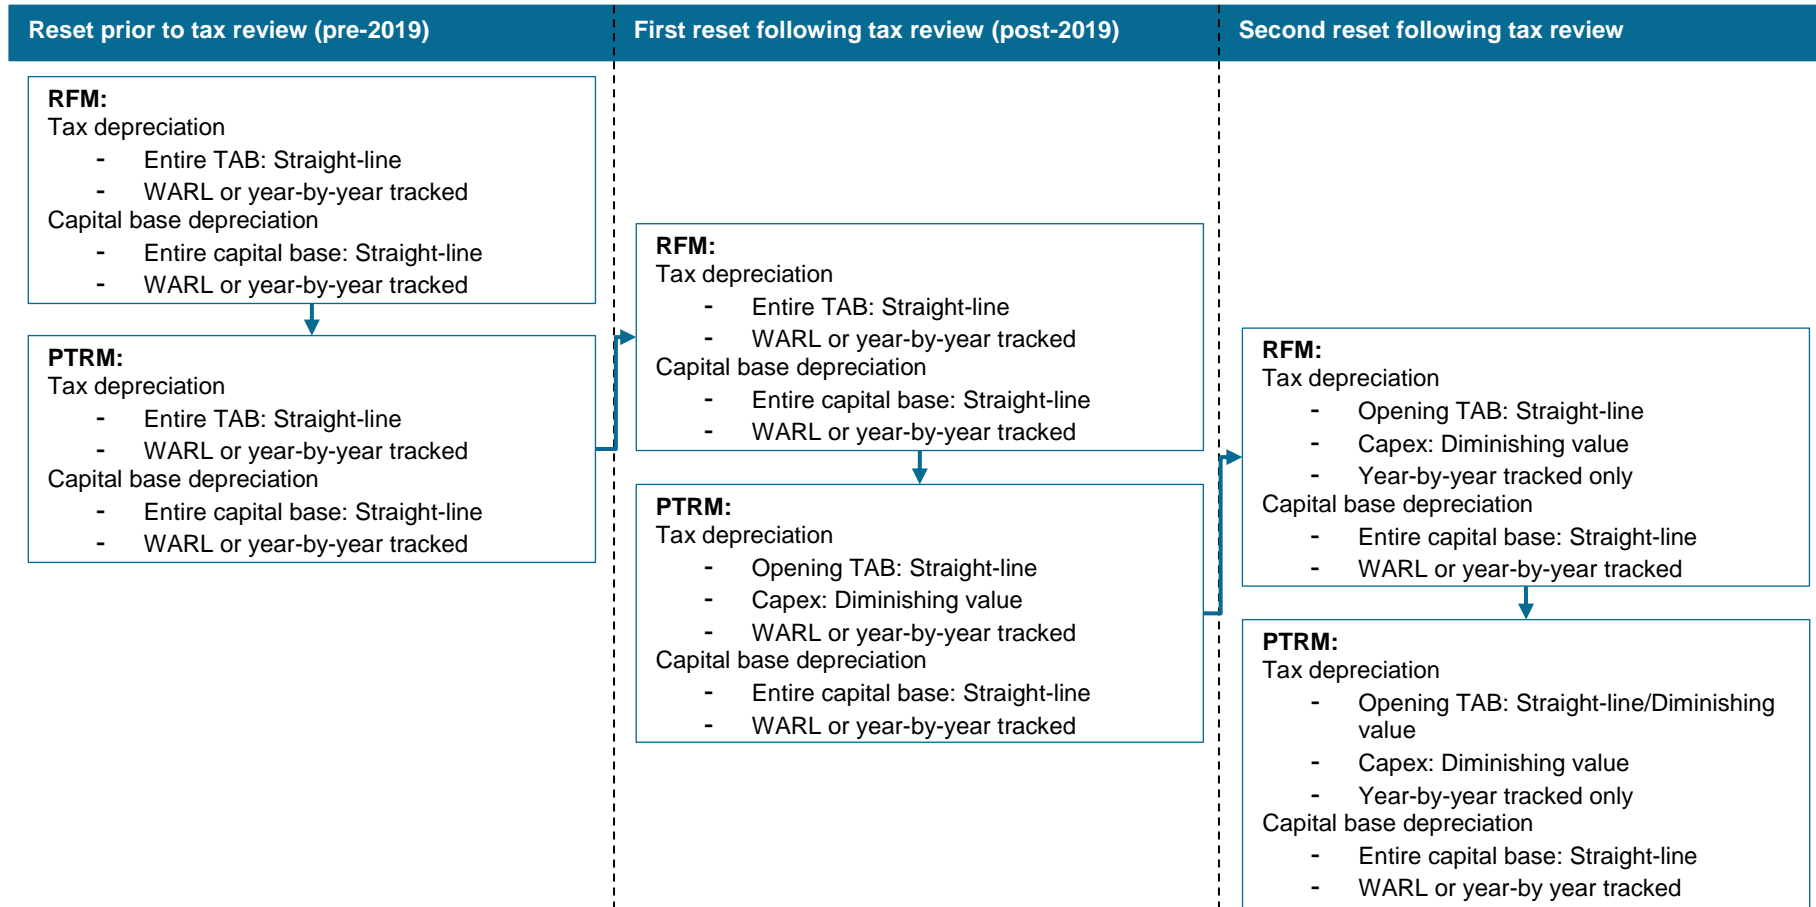 Reset prior to tax review (pre-2019)
First reset following tax review (post-2019)
Second reset following tax review
RFM:
Tax depreciation
- Entire TAB: Straight-line
- WARL or year-by-year tracked
Capital base depreciation
- Entire capital base: Straight-line
- WARL or year-by-year tracked
PTRM:
Tax depreciation
- Entire TAB: Straight-line
- WARL or year-by-year tracked
Capital base depreciation
- Entire capital base: Straight-line
- WARL or year-by-year tracked
RFM:
Tax depreciation
- Entire TAB: Straight-line
- WARL or year-by-year tracked
Capital base depreciation
- Entire capital base: Straight-line
- WARL or year-by-year tracked
PTRM:
Tax depreciation
- Opening TAB: Straight-line
- Capex: Diminishing value
- WARL or year-by-year tracked
Capital base depreciation
- Entire capital base: Straight-line
- WARL or year-by-year tracked
RFM:
Tax depreciation
- Opening TAB: Straight-line
- Capex: Diminishing value
- Year-by-year tracked only
Capital base depreciation
- Entire capital base: Straight-line
- WARL or year-by-year tracked
PTRM:
Tax depreciation
- Opening TAB: Straight-line/Diminishing
value
- Capex: Diminishing value
- Year-by-year tracked only
Capital base depreciation
- Entire capital base: Straight-line
- WARL or year-by year tracked